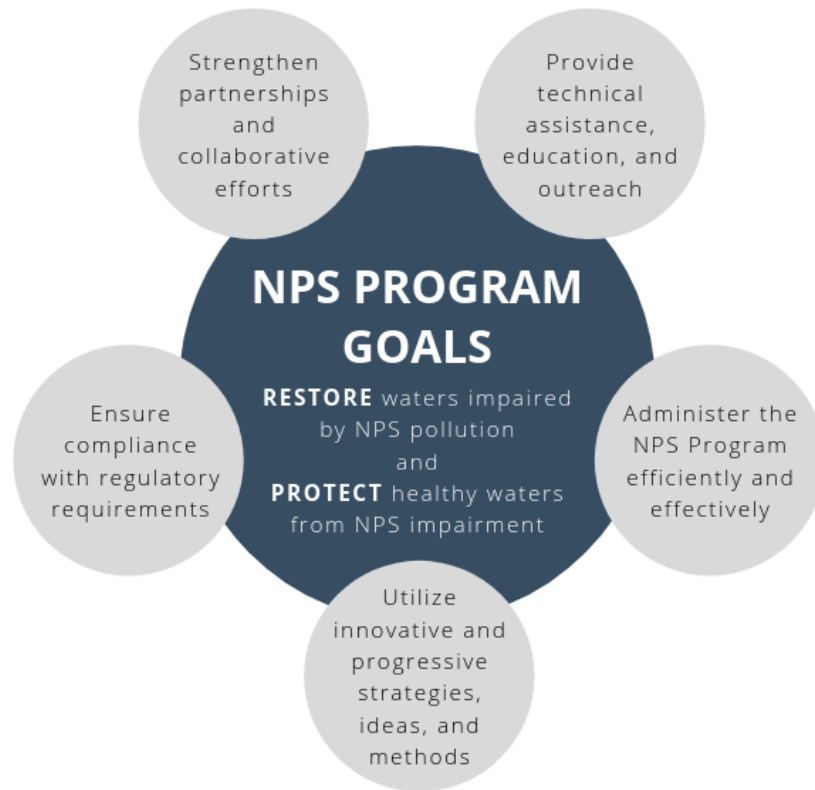 Strengthen
partnerships
and
collaborative
efforts
Provide
technical
assistance,
education, and
outreach
NPS PROGRAM
GOALS
RESTORE waters impaired
by NPS pollution
and
PROTECT healthy waters
from NPS impairment
Ensure
compliance
with regulatory
requirements
Administer the
NPS Program
efficiently and
effectively
Utilize
innovative and
progressive
strategies,
ideas, and
methods